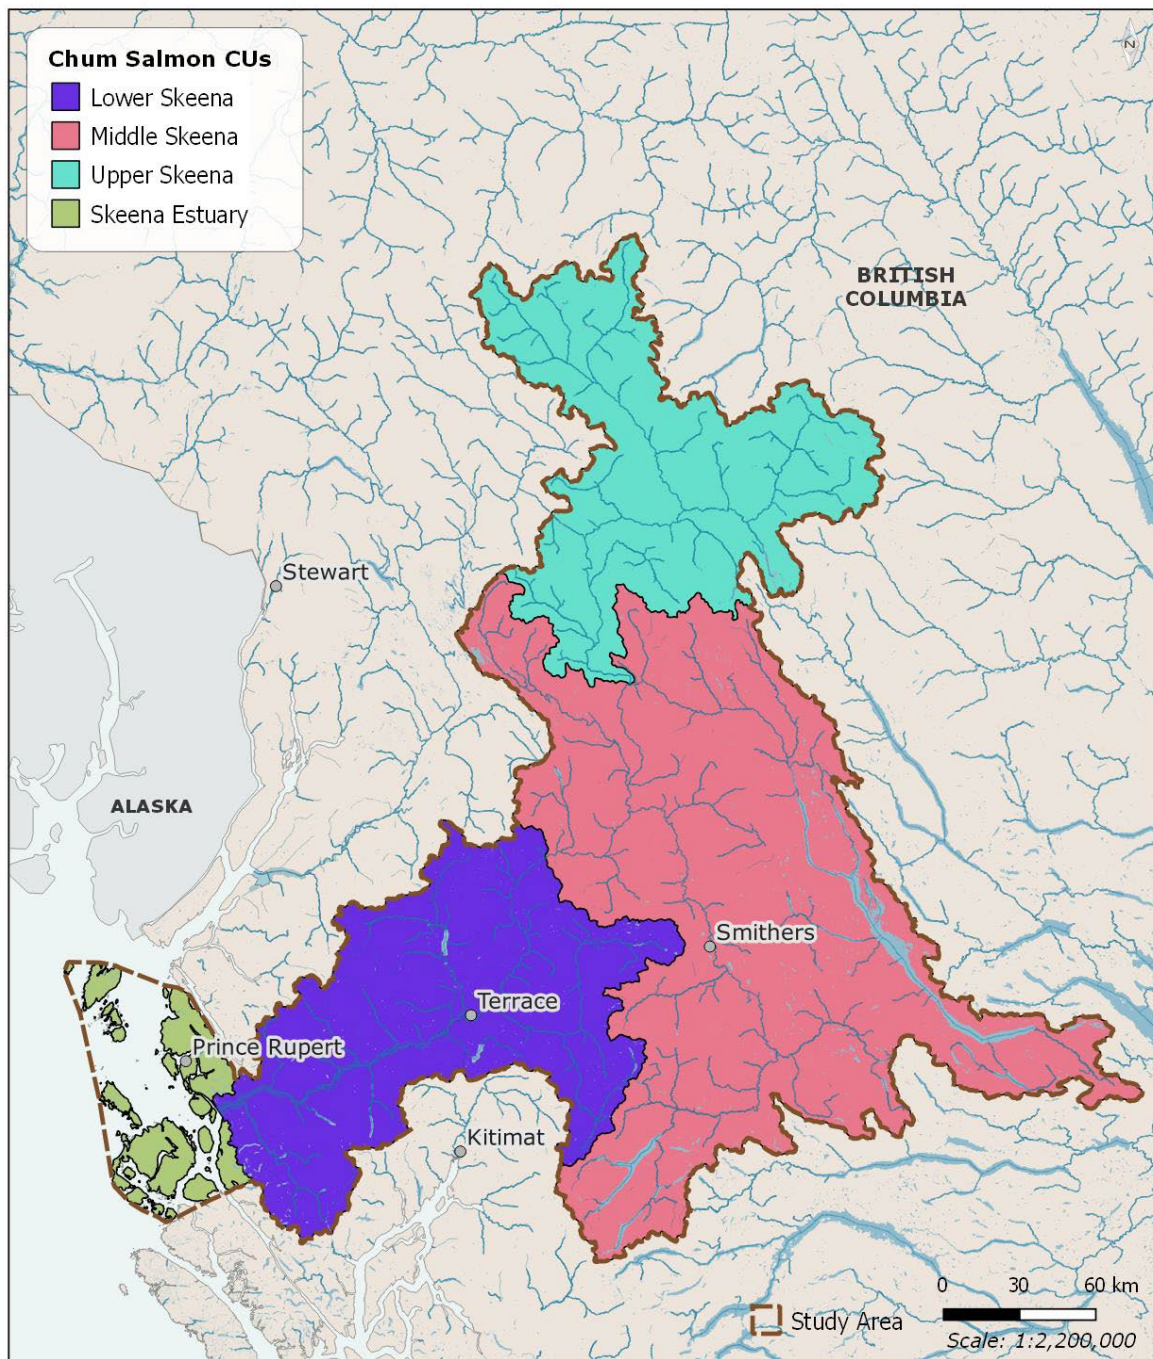 Chum Salmon CUs
Lower Skeena
Middle Skeena
Upper Skeena
Skeena Estuary
N
BRITISH
COLUMBIA
Stewart
ALASKA
Smithers
Terrace
Prince Rupert
Kitimat
0 30 60 km
Study Area
Scale: 1:2,200,000